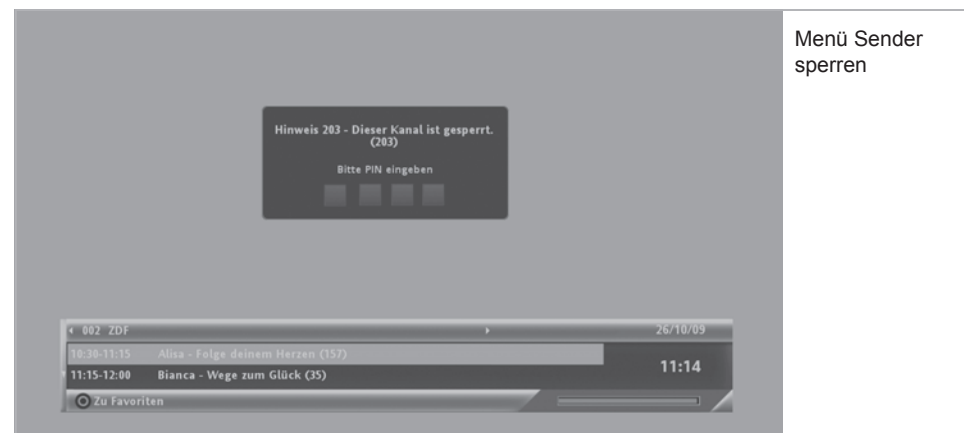 Menü Sender
sperren
Hinweis 203 - Dieser Kanal ist gesperrt.
(203)
Bitte PIN eingeben
002 ZDF 26/10/09
10:30-11:15 Alisa - Folge deinem Herzen (157)
11:14
11:15-12:00 Bianca - Wege zum Glück (35)
Zu Favoriten